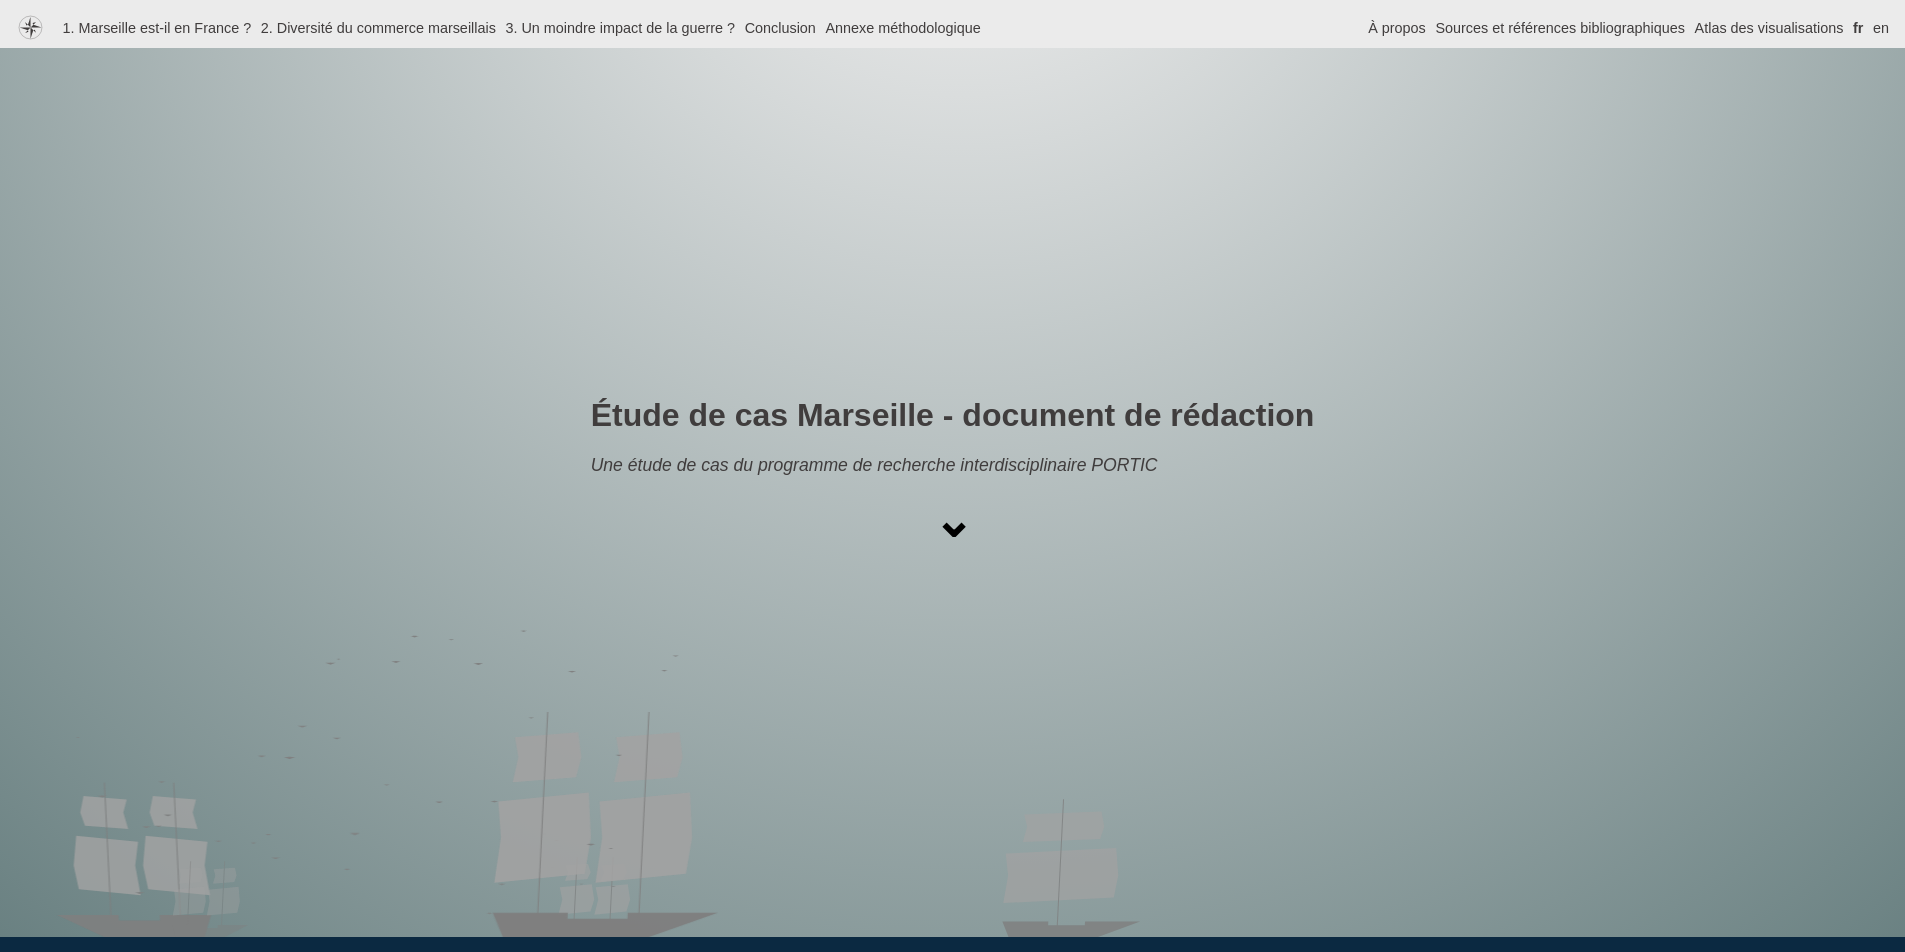 1. Marseille est-il en France ? 2. Diversité du commerce marseillais 3. Un moindre impact de la guerre ? Conclusion Annexe méthodologique À propos Sources et références bibliographiques Atlas des visualisations fr en
Étude de cas Marseille - document de rédaction
Une étude de cas du programme de recherche interdisciplinaire PORTIC